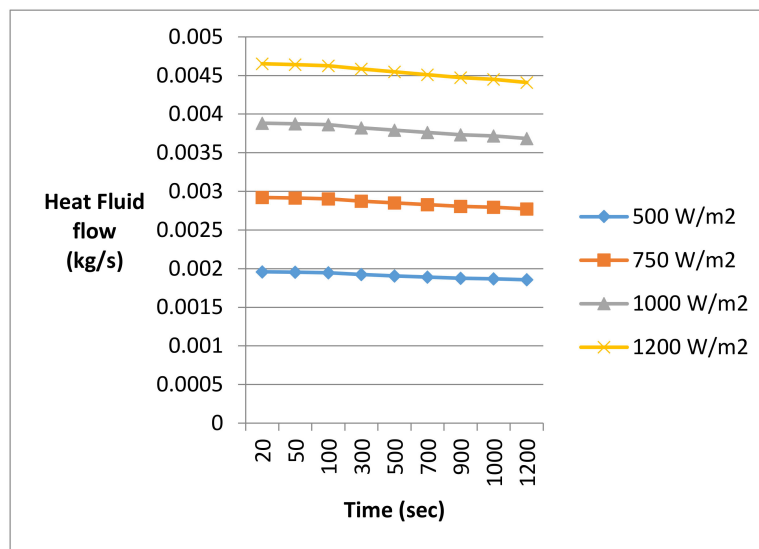 0.005
0.0045
0.004
0.0035
0.003
0.0025
0.002
0.0015
0.001
0.0005
0
Heat Fluid
flow
(kg/s)
20
50
100
300
500
700
900
1000
1200
Time (sec)
500 W/m2
750 W/m2
1000 W/m2
1200 W/m2